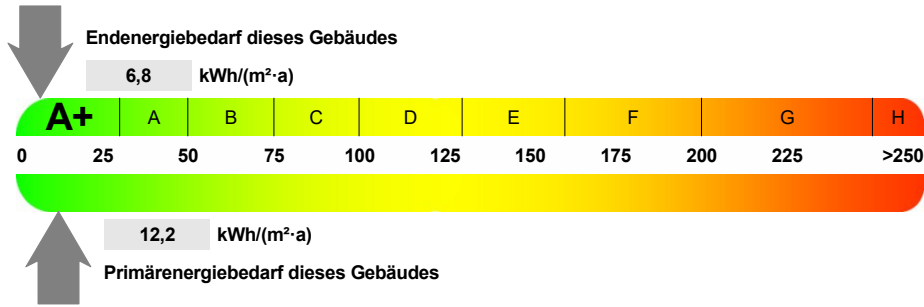 Endenergiebedarf dieses Gebäudes
6,8 kWh/(m²·a)
A+ A B C D E F G H
0 25 50 75 100 125 150 175 200 225 >250
12,2 kWh/(m²·a)
Primärenergiebedarf dieses Gebäudes